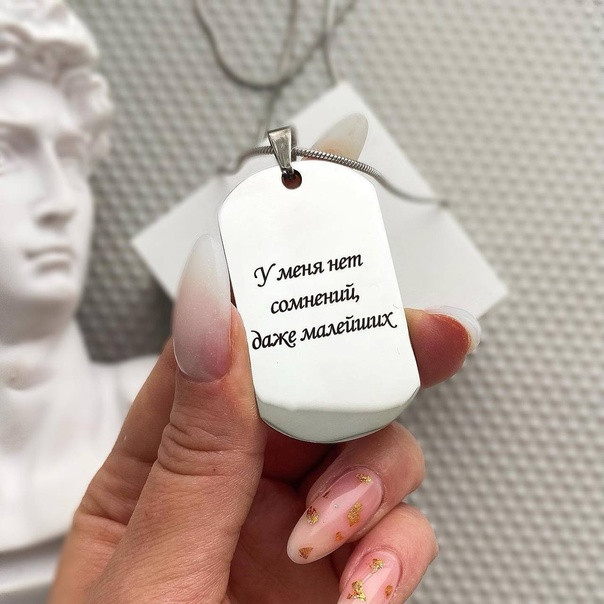 У меня нет
сомнений,
даже малейших